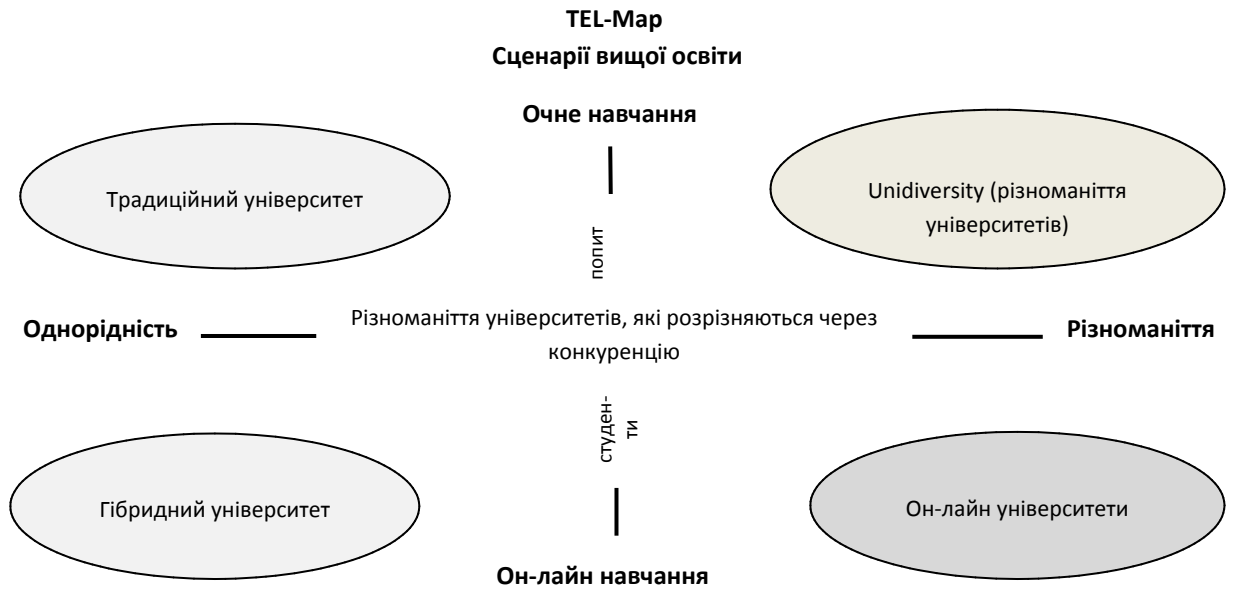 TEL-Map
Сценарії вищої освіти
Очне навчання
Традиційний університет
Unidiversity (різноманіття
університетів)
попит
Однорідність
Різноманіття університетів, які розрізняються через
конкуренцію
Різноманіття
студен-
ти
Гібридний університет
Он-лайн університети
Он-лайн навчання